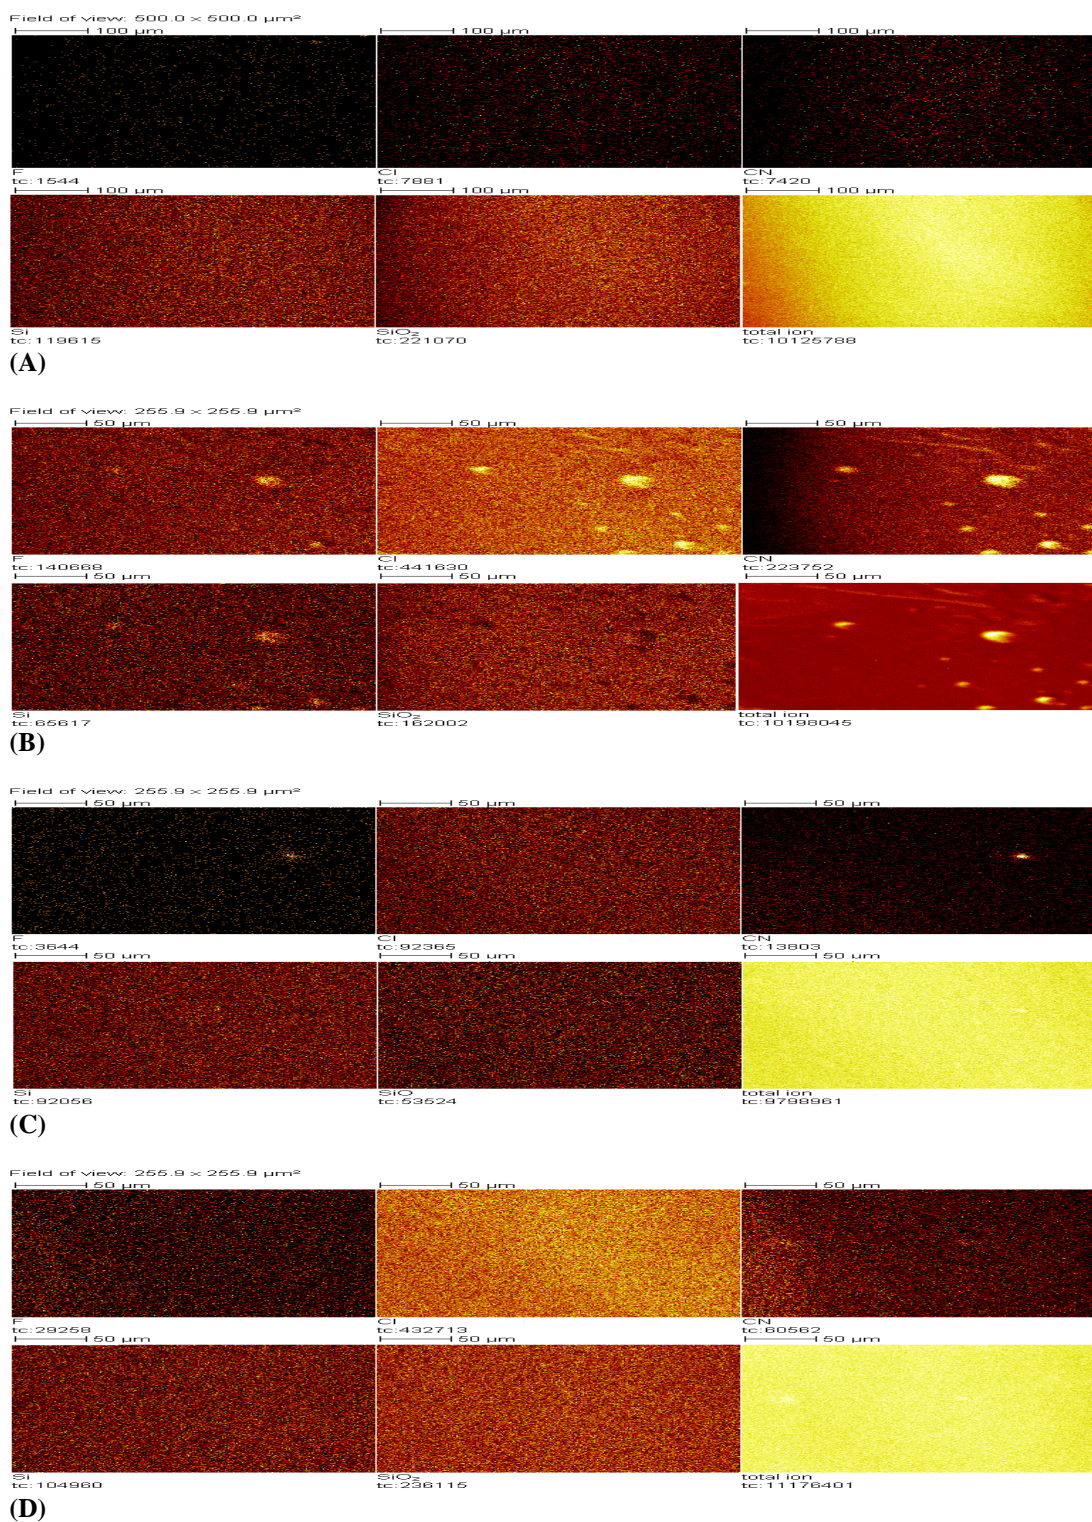 Field of view: 500.0 × 500.0 µm²
100 µm 100 µm 100 µm
F Cl CN
tc:1544 tc:7881 tc:7420
100 µm 100 µm 100 µm
Si SiO₂ total ion
tc:119615 tc:221070 tc:10125788
(A)
Field of view: 255.9 × 255.9 µm²
50 µm 50 µm 50 µm
F Cl CN
tc:140668 tc:441630 tc:223752
50 µm 50 µm 50 µm
Si SiO₂ total ion
tc:65617 tc:162002 tc:10198045
(B)
Field of view: 255.9 × 255.9 µm²
50 µm 50 µm 50 µm
F Cl CN
tc:3644 tc:92365 tc:13803
50 µm 50 µm 50 µm
Si SiO total ion
tc:92056 tc:53524 tc:9798961
(C)
Field of view: 255.9 × 255.9 µm²
50 µm 50 µm 50 µm
F Cl CN
tc:29258 tc:432713 tc:60562
50 µm 50 µm 50 µm
Si SiO₂ total ion
tc:104960 tc:236115 tc:11176401
(D)